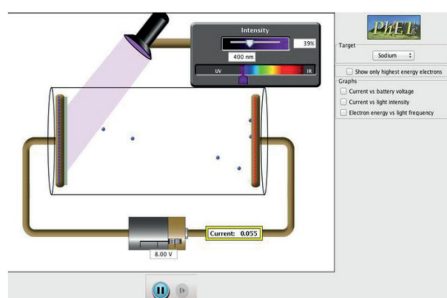 Intensity
39%
400 nm
UV
IR
Current: 0.055
8.00 V
PhET
Target
Sodium
Show only highest energy electrons
Graphs
Current vs battery voltage
Current vs light intensity
Electron energy vs light frequency